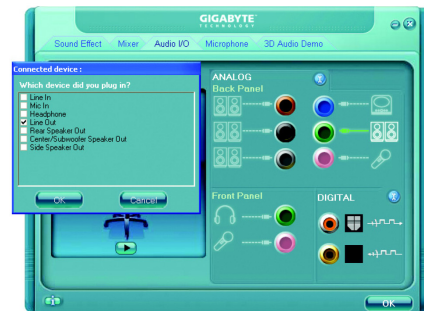 GIGABYTE
TECHNOLOGY
Sound Effect Mixer Audio I/O Microphone 3D Audio Demo
Connected device :
Which device did you plug in?
Line In
Mic In
Headphone
Line Out
Rear Speaker Out
Center/Subwoofer Speaker Out
Side Speaker Out
OK Cancel
ANALOG
Back Panel
Front Panel
DIGITAL
OK